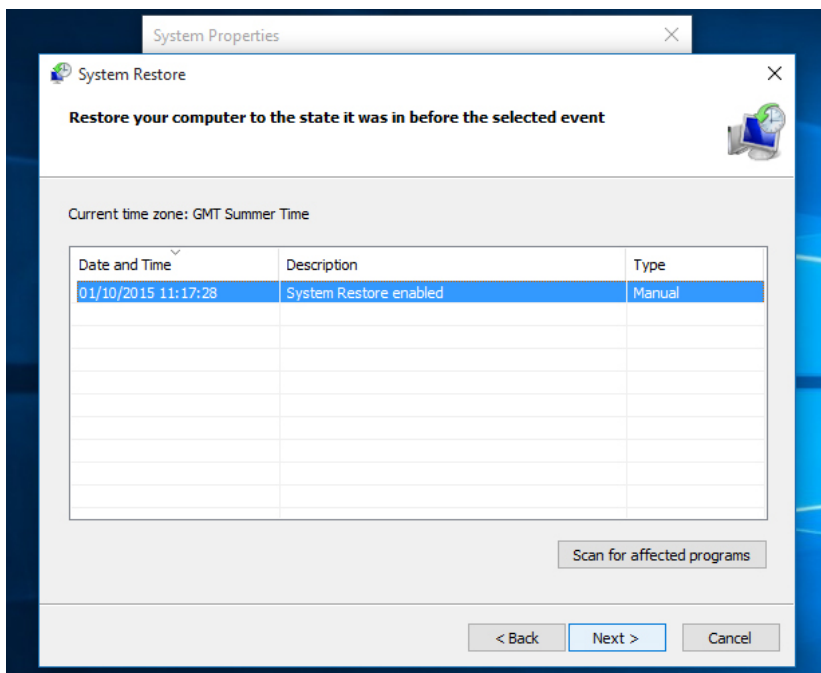 System Properties
System Restore
Restore your computer to the state it was in before the selected event
Current time zone: GMT Summer Time
Date and Time Description Type
01/10/2015 11:17:28 System Restore enabled Manual
Scan for affected programs
< Back Next > Cancel